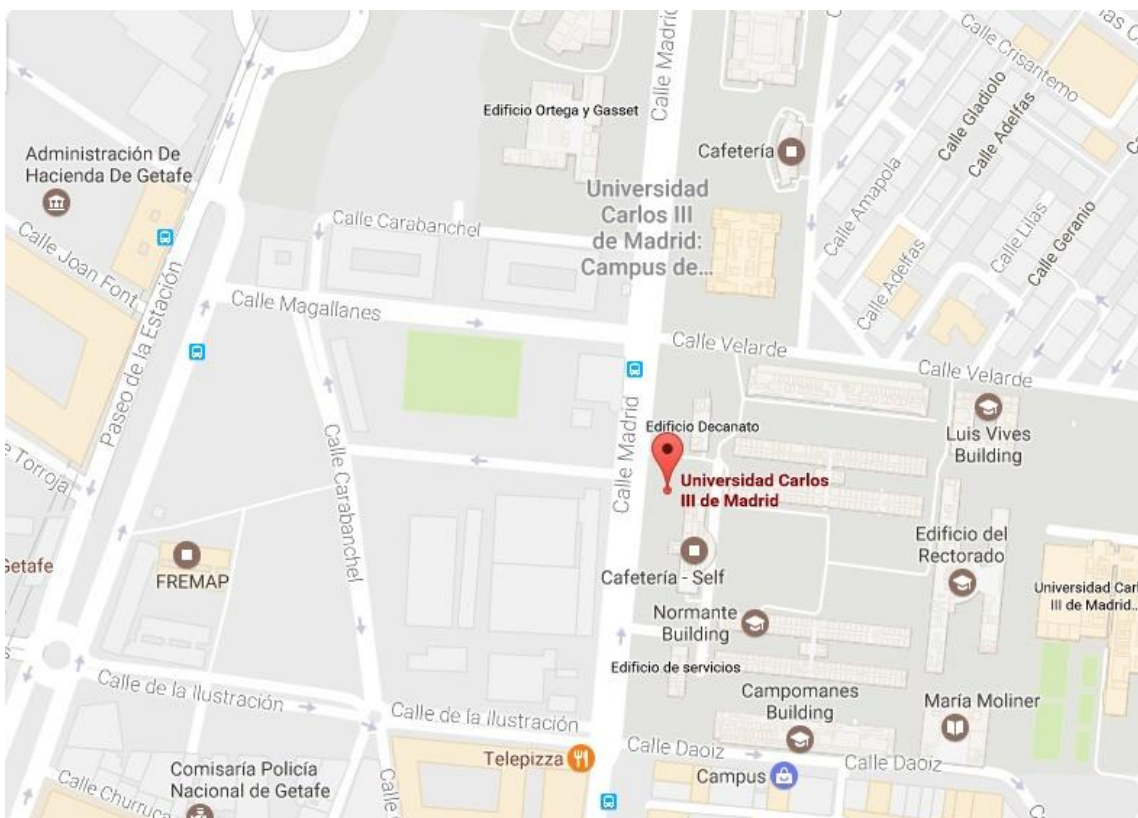 Calle Madrid
Calle Crisantemo
Calle Gladiolo
Calle Adelfas
Edificio Ortega y Gasset
Cafetería
Administración De
Hacienda De Getafe
Universidad
Carlos III
de Madrid:
Campus de...
Calle Amapola
Calle Lilas
Calle Geranio
Calle Carabanchel
Calle Joan Font
Calle Adelfas
Paseo de la Estación
Calle Magallanes
Calle Velarde
Calle Velarde
Calle Madrid
Edificio Decanato
Luis Vives
Building
Torroja
Universidad Carlos
III de Madrid
Calle Carabanchel
Getafe
FREMAP
Cafetería - Self
Edificio del
Rectorado
Universidad Carl
III de Madrid...
Normante
Building
Edificio de servicios
Calle de la Ilustración
Calle de la Ilustración
Campomanes
Building
María Moliner
Telepizza
Calle Daoiz
Calle Daoiz
Campus
Comisaría Policía
Nacional de Getafe
Calle Churruca